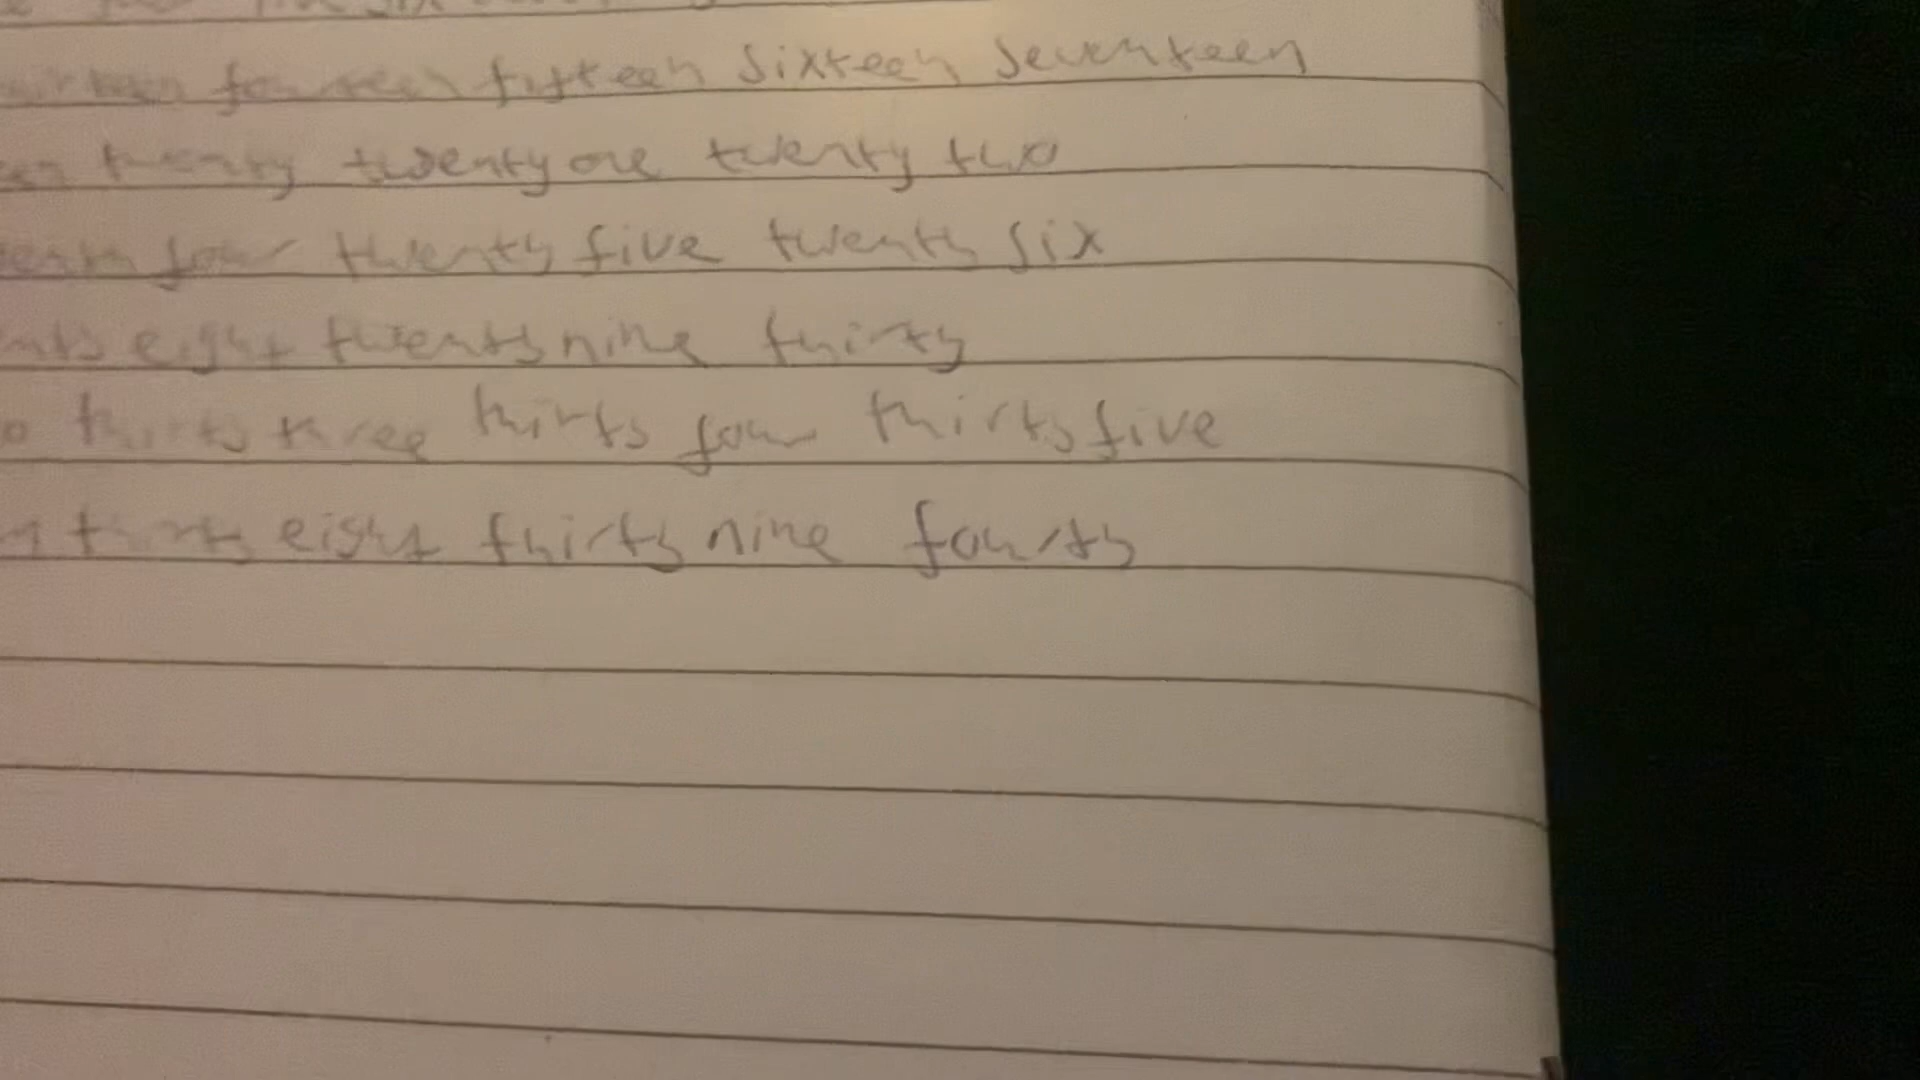 fourteen fifteen sixteen seventeen
twenty twenty one twenty two
four twenty five twenty six
eight twenty nine thirty
thirty three thirty four thirty five
thirty eight thirty nine fourty